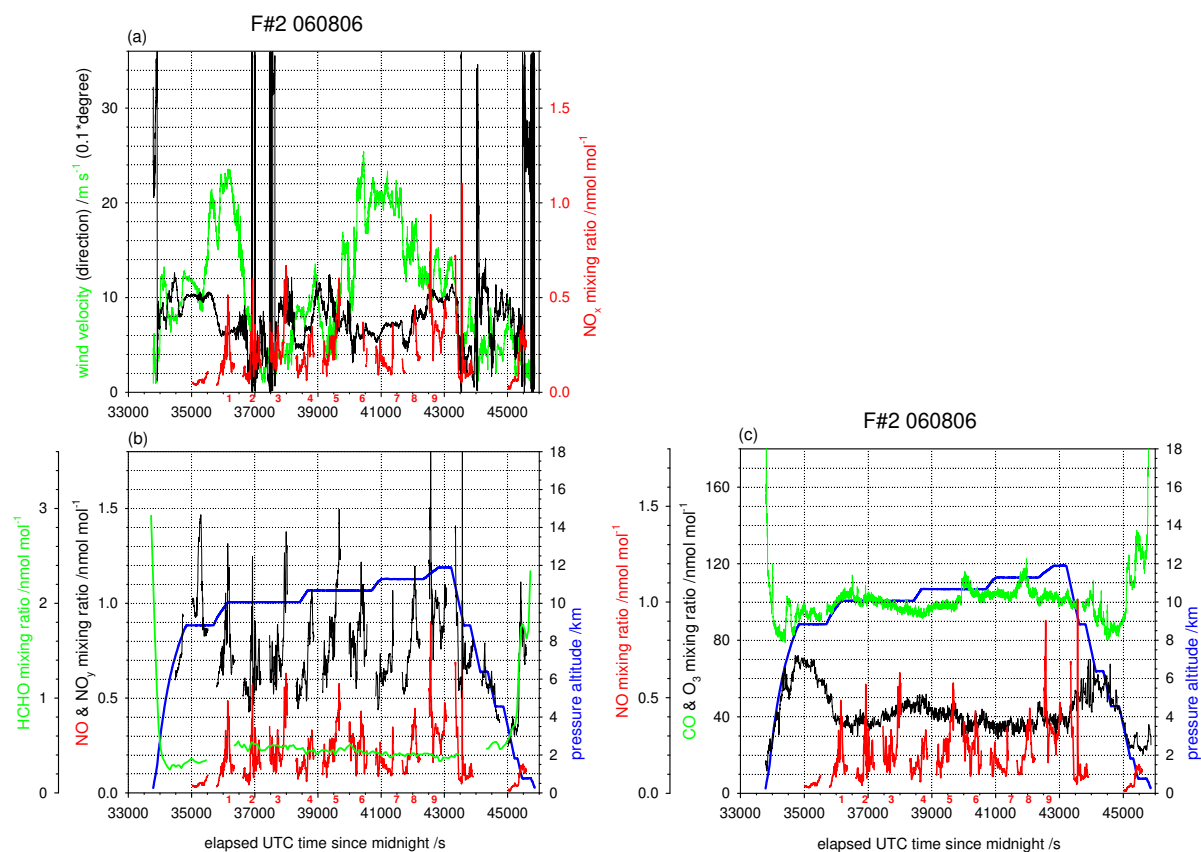 F#2 060806
(a)
wind velocity (direction) /m s⁻¹ (0.1*degree)
30
20
10
0
1.5
1.0
0.5
0.0
NOₓ mixing ratio /nmol mol⁻¹
1 2 3 4 5 6 7 8 9
33000 35000 37000 39000 41000 43000 45000
(b)
HCHO mixing ratio /nmol mol⁻¹
3
2
1
0
NO & NOy mixing ratio /nmol mol⁻¹
1.5
1.0
0.5
0.0
18
16
14
12
10
8
6
4
2
0
pressure altitude /km
1 2 3 4 5 6 7 8 9
33000 35000 37000 39000 41000 43000 45000
elapsed UTC time since midnight /s
F#2 060806
(c)
NO mixing ratio /nmol mol⁻¹
1.5
1.0
0.5
0.0
CO & O₃ mixing ratio /nmol mol⁻¹
160
120
80
40
0
18
16
14
12
10
8
6
4
2
0
pressure altitude /km
1 2 3 4 5 6 7 8 9
33000 35000 37000 39000 41000 43000 45000
elapsed UTC time since midnight /s